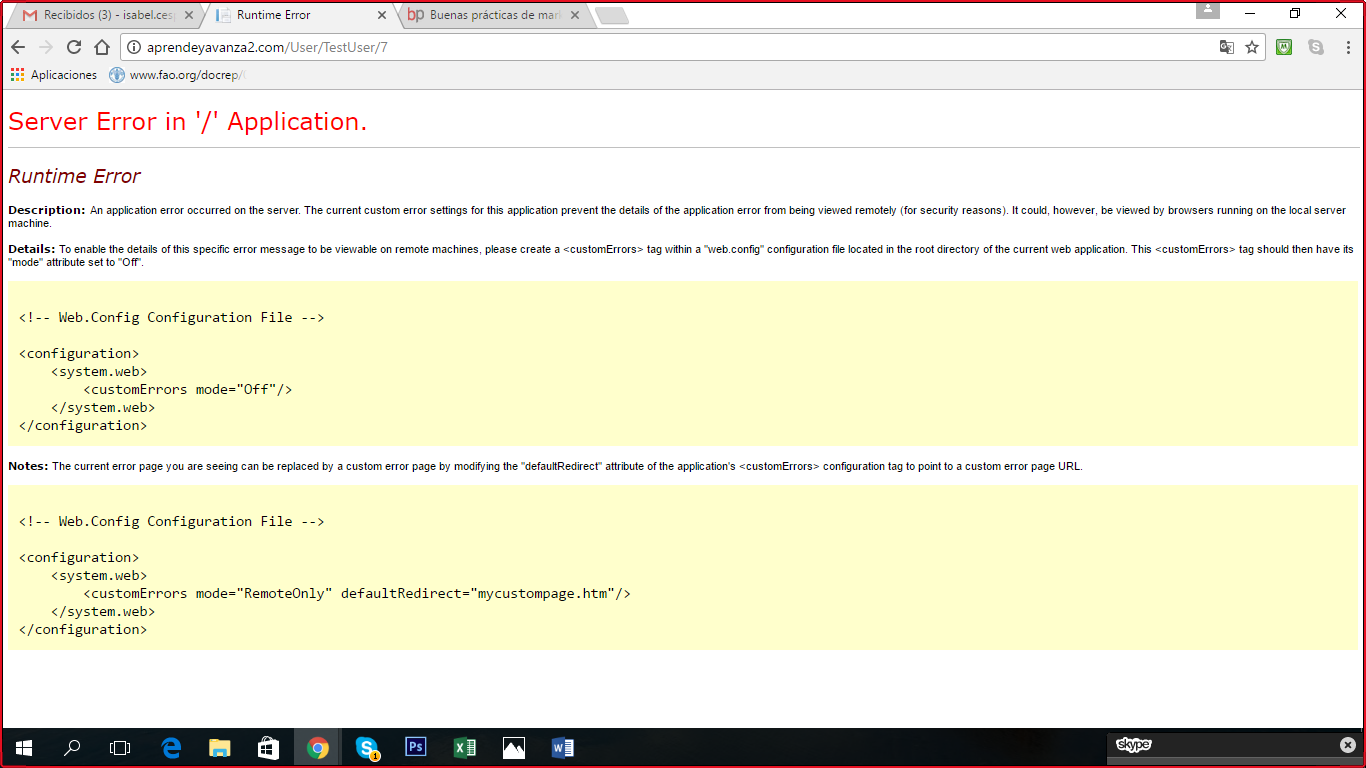 Recibidos (3) - isabel.cesp
Runtime Error
bp Buenas prácticas de mark
aprendeyavanza2.com/User/TestUser/7
Aplicaciones
www.fao.org/docrep/
Server Error in '/' Application.
Runtime Error
Description: An application error occurred on the server. The current custom error settings for this application prevent the details of the application error from being viewed remotely (for security reasons). It could, however, be viewed by browsers running on the local server
machine.
Details: To enable the details of this specific error message to be viewable on remote machines, please create a <customErrors> tag within a "web.config" configuration file located in the root directory of the current web application. This <customErrors> tag should then have its
"mode" attribute set to "Off".
<!-- Web.Config Configuration File -->
<configuration>
<system.web>
<customErrors mode="Off"/>
</system.web>
</configuration>
Notes: The current error page you are seeing can be replaced by a custom error page by modifying the "defaultRedirect" attribute of the application's <customErrors> configuration tag to point to a custom error page URL.
<!-- Web.Config Configuration File -->
<configuration>
<system.web>
<customErrors mode="RemoteOnly" defaultRedirect="mycustompage.htm"/>
</system.web>
</configuration>
Ps
1
skype